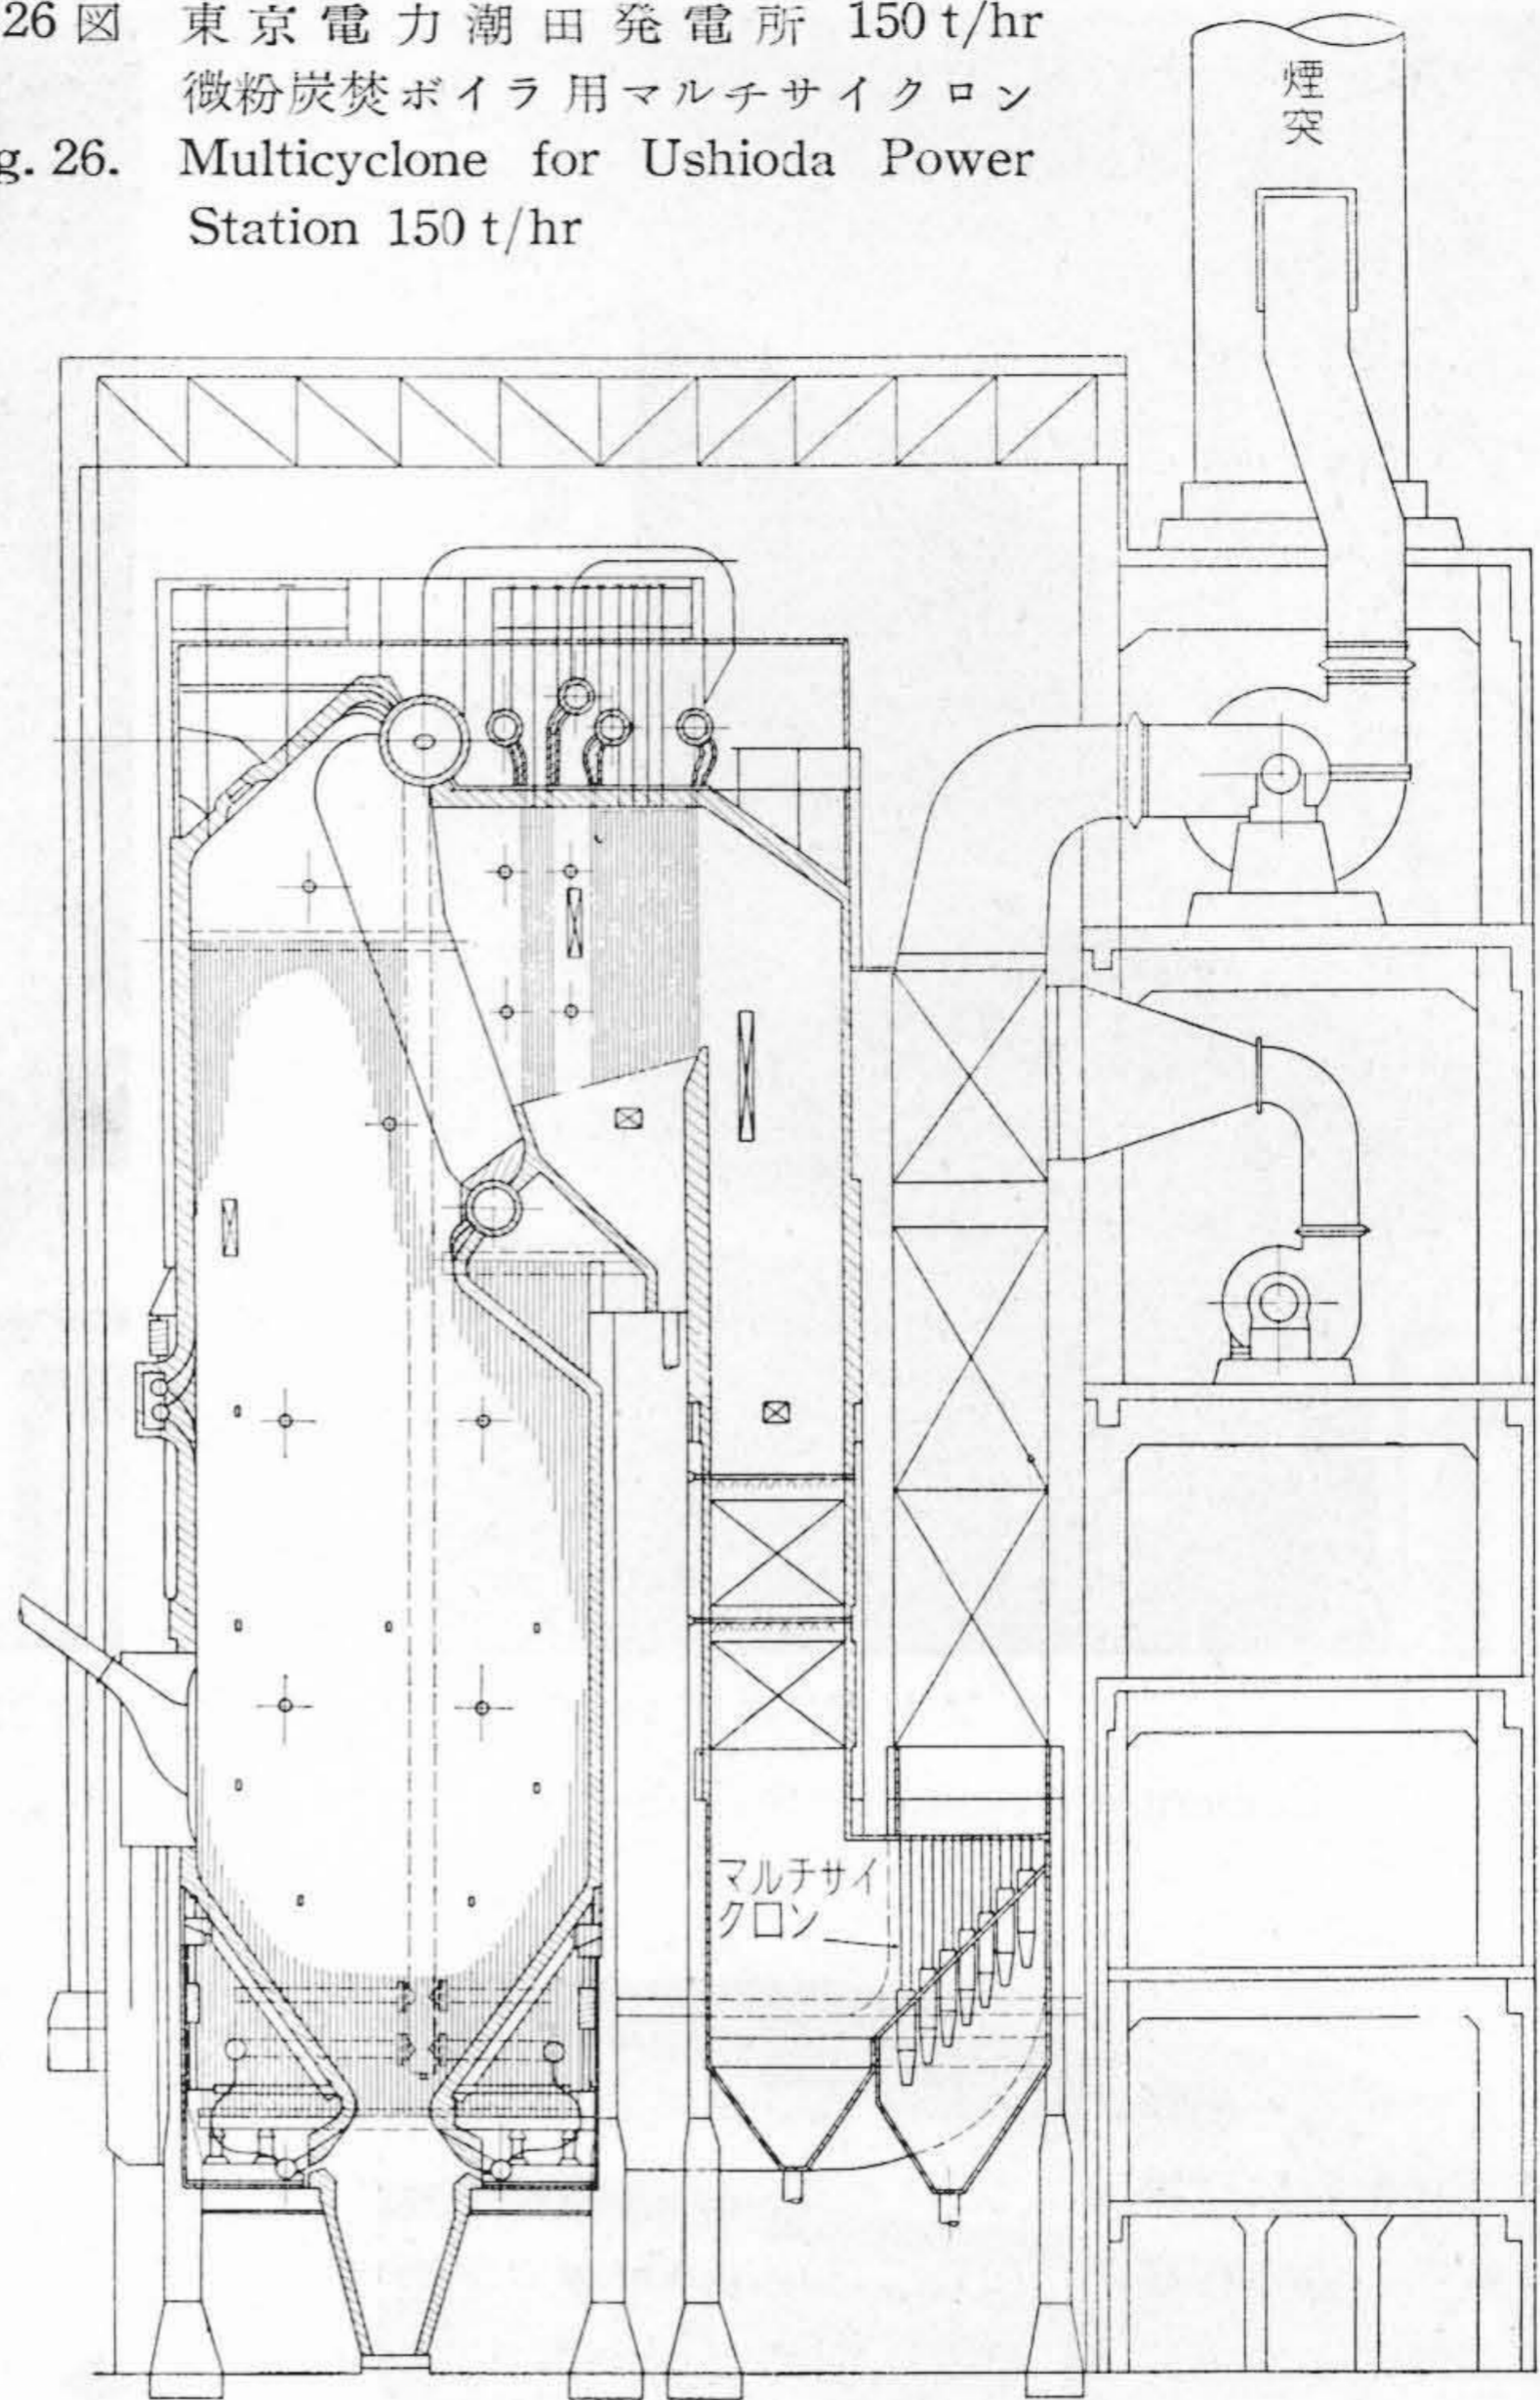 26図 東京電力潮田発電所 150 t/hr
微粉炭焚ボイラ用マルチサイクロン
g. 26. Multicyclone for Ushioda Power
Station 150 t/hr
煙
突
マルチサイ
クロン